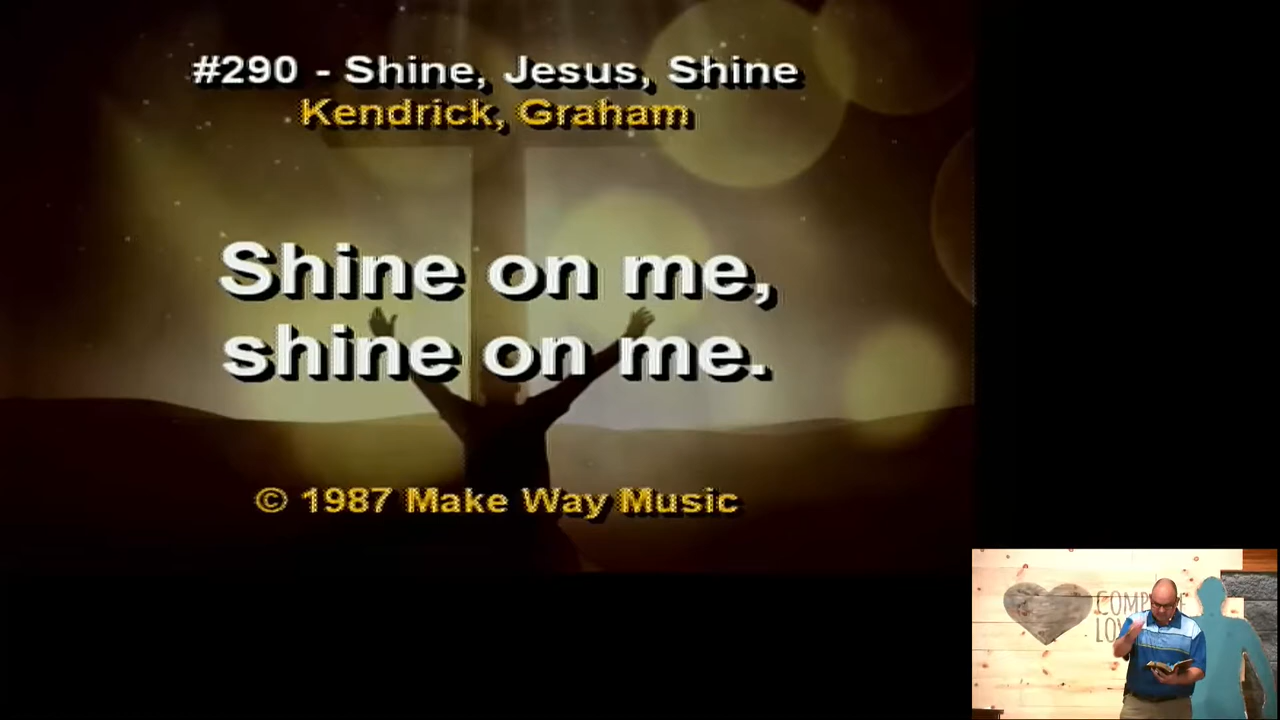 #290 - Shine, Jesus, Shine
Kendrick, Graham
Shine on me,
shine on me.
© 1987 Make Way Music